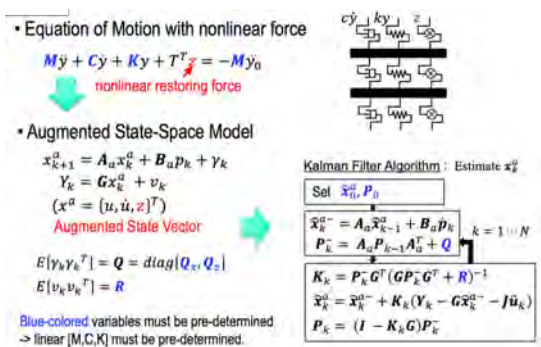 • Equation of Motion with nonlinear force
Mÿ + Cẏ + Ky + Tᵀz = −Mÿ₀
nonlinear restoring force
• Augmented State-Space Model
xᵃₖ₊₁ = Aₐxᵃₖ + Bₐpₖ + γₖ
Yₖ = Gxᵃₖ + vₖ
(xᵃ = {u, u̇, z}ᵀ)
Augmented State Vector
E[γₖγₖᵀ] = Q = diag[Qₓ, Q_z]
E[vₖvₖᵀ] = R
Blue-colored variables must be pre-determined
-> linear [M,C,K] must be pre-determined.
cẏ ky z
Kalman Filter Algorithm : Estimate xᵃₖ
Set x̂ᵃ₀, P₀
x̂ᵃ⁻ₖ = Aₐx̂ᵃₖ₋₁ + Bₐpₖ
P⁻ₖ = AₐPₖ₋₁Aₐᵀ + Q
k = 1 ⋯ N
Kₖ = P⁻ₖGᵀ(GP⁻ₖGᵀ + R)⁻¹
x̂ᵃₖ = x̂ᵃ⁻ₖ + Kₖ(Yₖ − Gx̂ᵃ⁻ₖ − Jüₖ)
Pₖ = (I − KₖG)P⁻ₖ